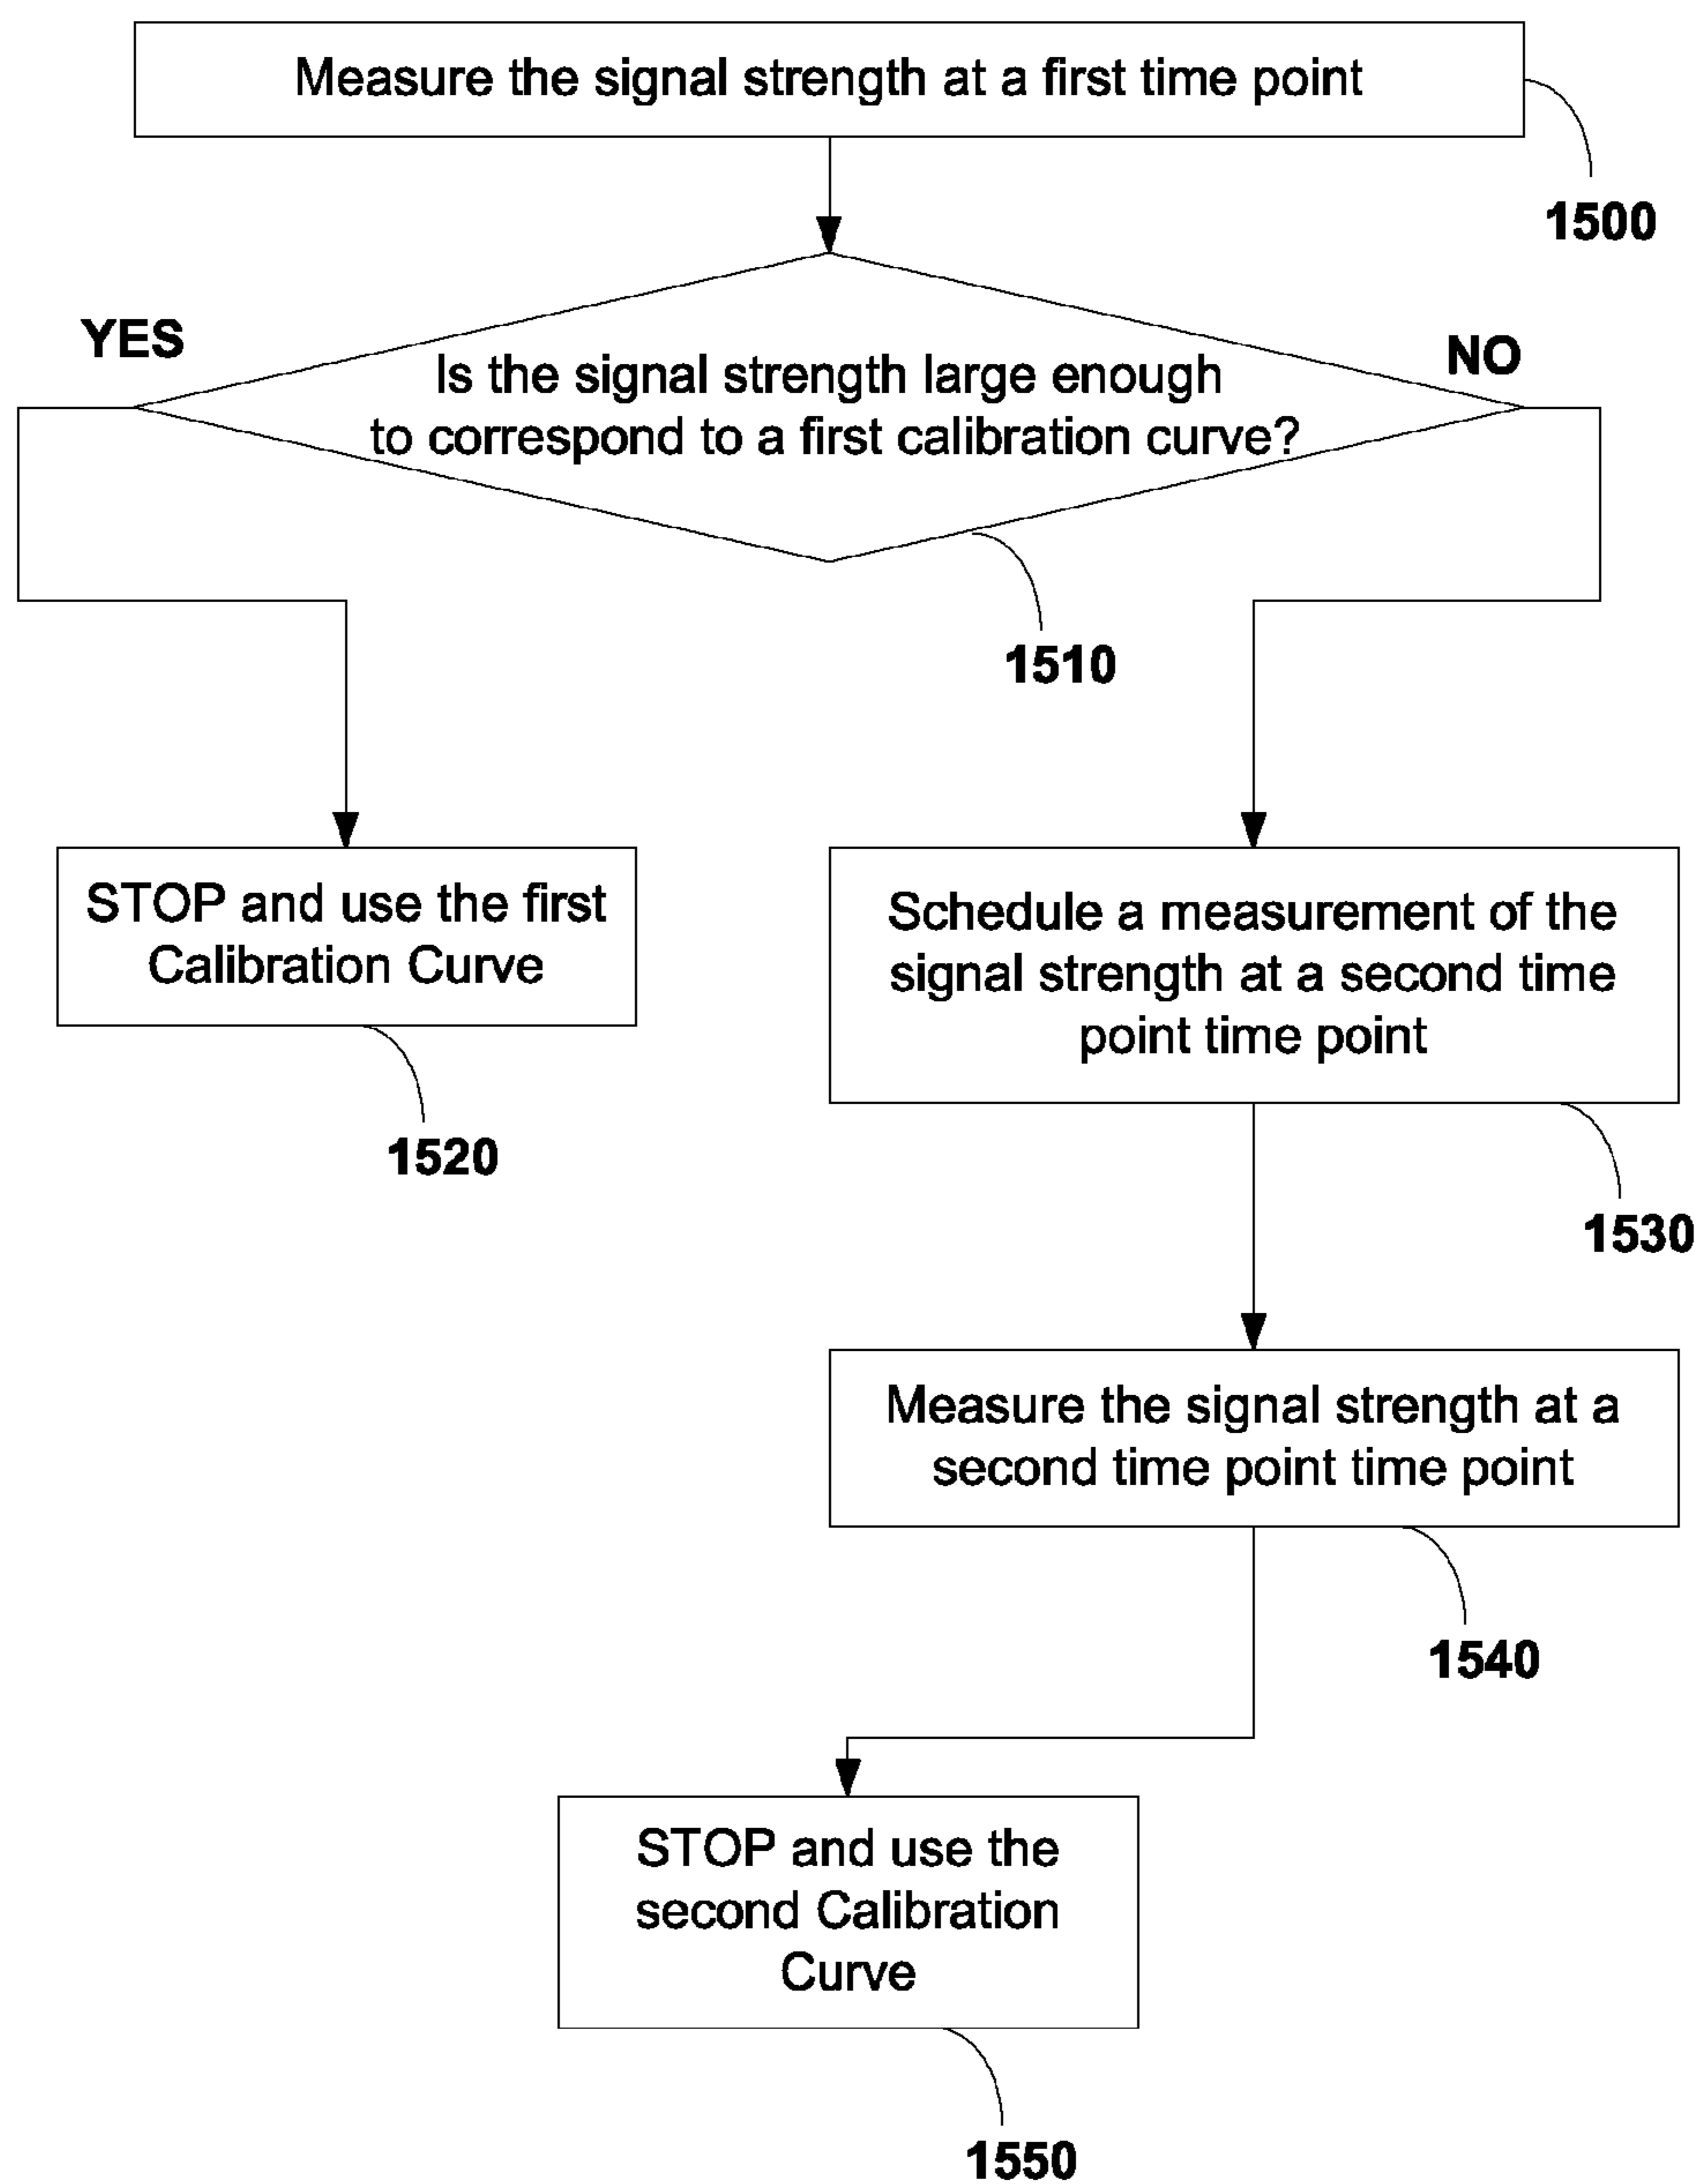 Measure the signal strength at a first time point
1500
YES
NO
Is the signal strength large enough
to correspond to a first calibration curve?
1510
STOP and use the first
Calibration Curve
1520
Schedule a measurement of the
signal strength at a second time
point time point
1530
Measure the signal strength at a
second time point time point
1540
STOP and use the
second Calibration
Curve
1550